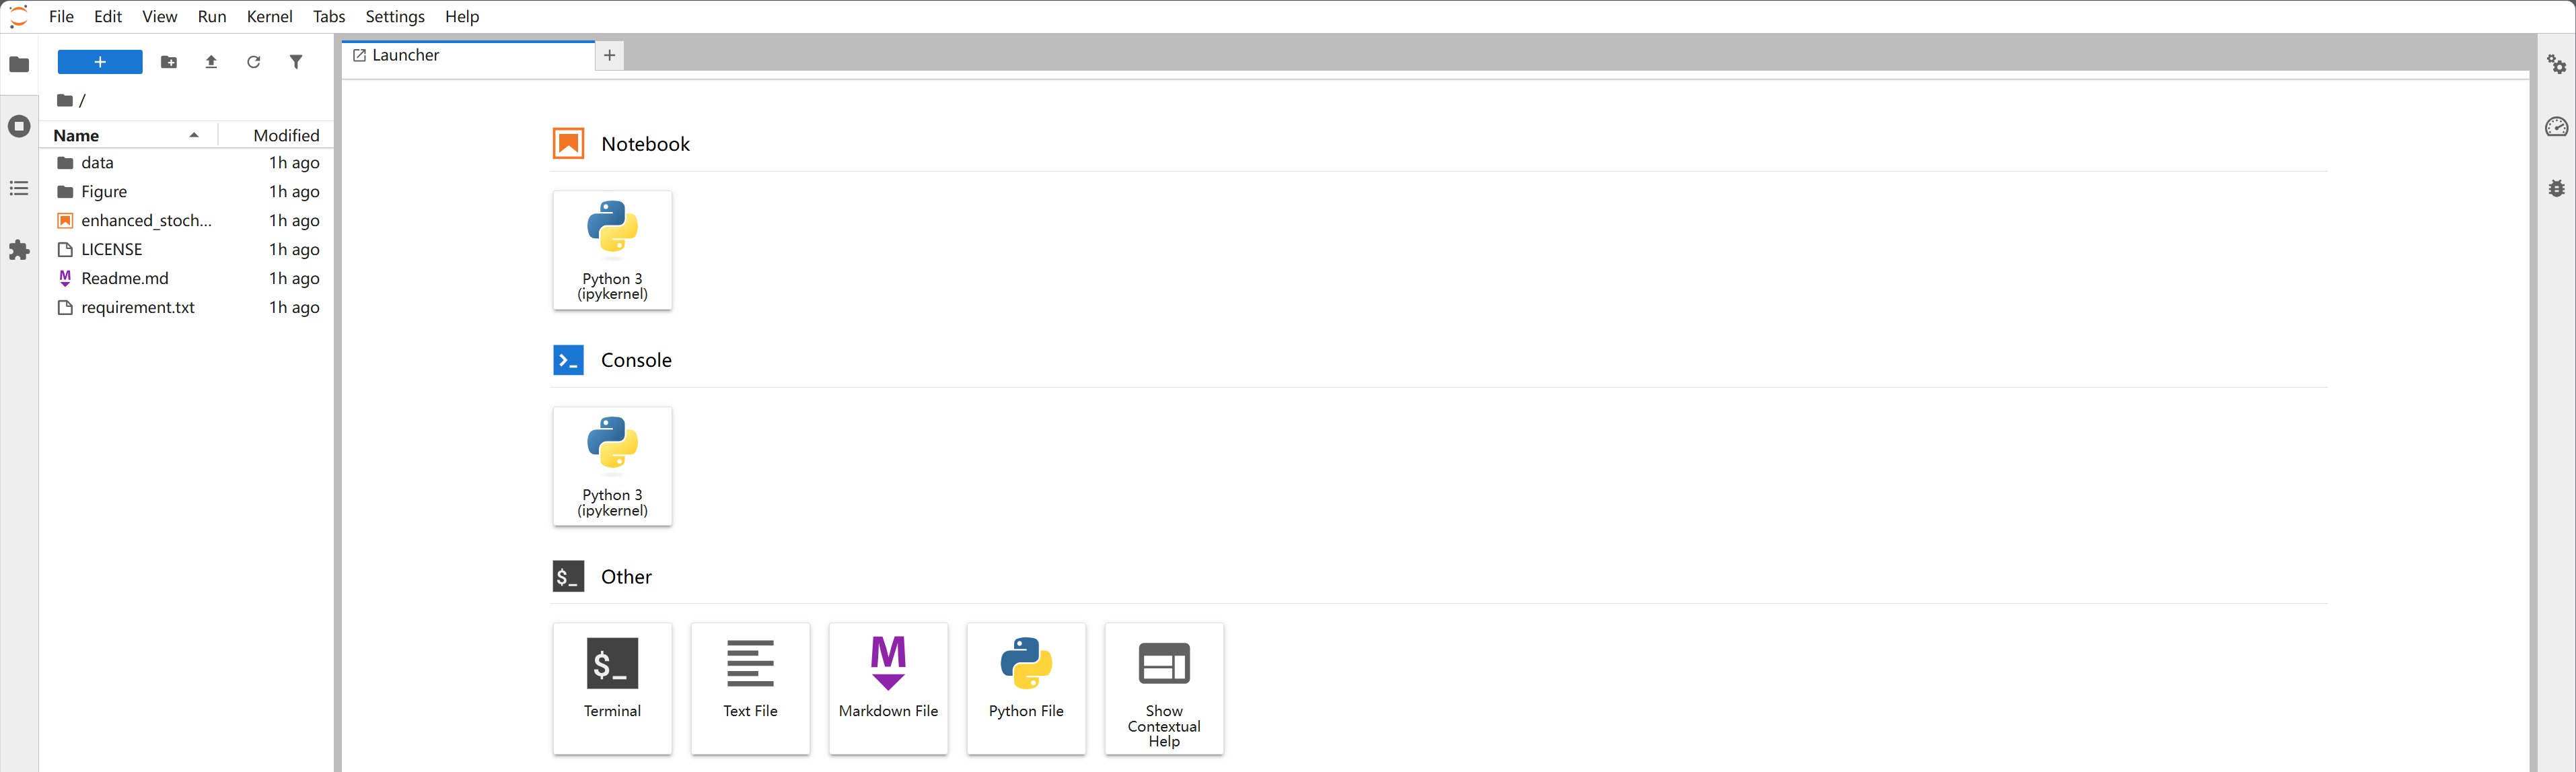 File Edit View Run Kernel Tabs Settings Help
+
/
Name Modified
data 1h ago
Figure 1h ago
enhanced_stoch... 1h ago
LICENSE 1h ago
Readme.md 1h ago
requirement.txt 1h ago
Launcher +
Notebook
Python 3
(ipykernel)
Console
Python 3
(ipykernel)
$_ Other
$_
Terminal
Text File
M
Markdown File
Python File
Show
Contextual
Help